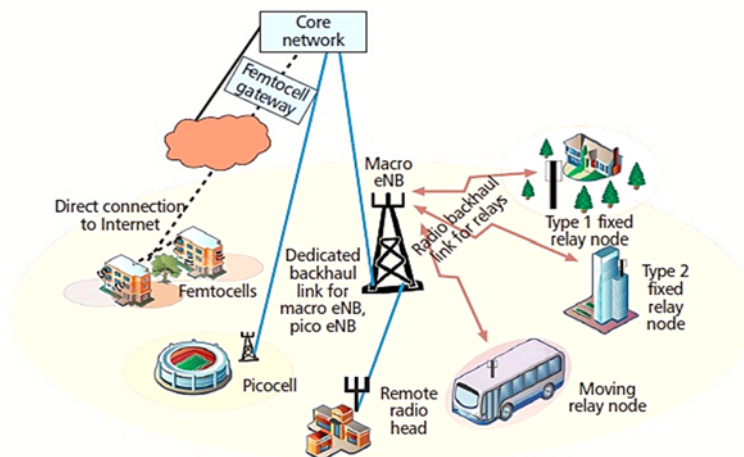 Core
network
Femtocell
gateway
Macro
eNB
Direct connection
to Internet
Radio backhaul
link for relays
Type 1 fixed
relay node
Type 2
fixed
relay
node
Dedicated
backhaul
link for
macro eNB,
pico eNB
Femtocells
Picocell
Remote
radio
head
Moving
relay node